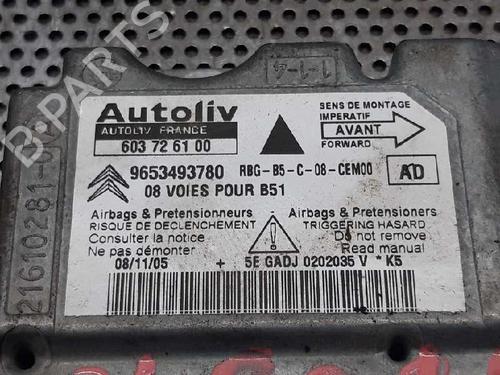 B-PARTS
1-1-4
21610281-0
Autoliv
AUTOLIV FRANCE
603 72 61 00
SENS DE MONTAGE
IMPERATIF
AVANT
FORWARD
9653493780 RBG-B5-C-08-CEM00 AD
08 VOIES POUR B51
Airbags & Pretensionneurs
RISQUE DE DECLENCHEMENT
Consulter la notice
Ne pas démonter
Airbags & Pretensioners
TRIGGERING HASARD
Do not remove
Read manual
08/11/05 + 5E GADJ 0202035 V * K5